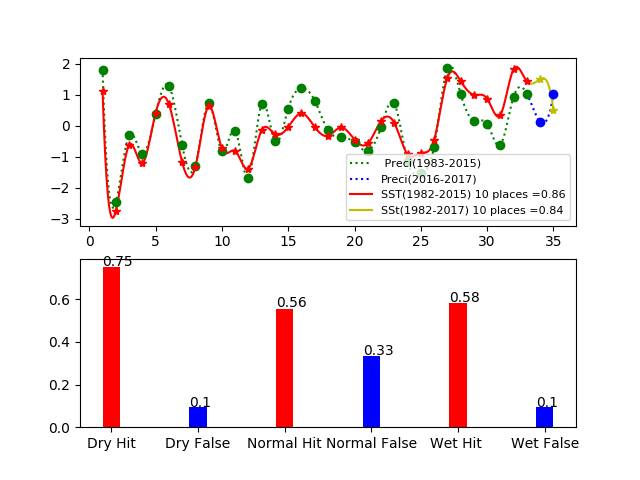 2
1
0
−1
−2
−3
0
5
10
15
20
25
30
35
Preci(1983-2015)
Preci(2016-2017)
SST(1982-2015) 10 places =0.86
SSt(1982-2017) 10 places =0.84
0.6
0.4
0.2
0.0
0.75
0.1
0.56
0.33
0.58
0.1
Dry Hit
Dry False
Normal Hit
Normal False
Wet Hit
Wet False